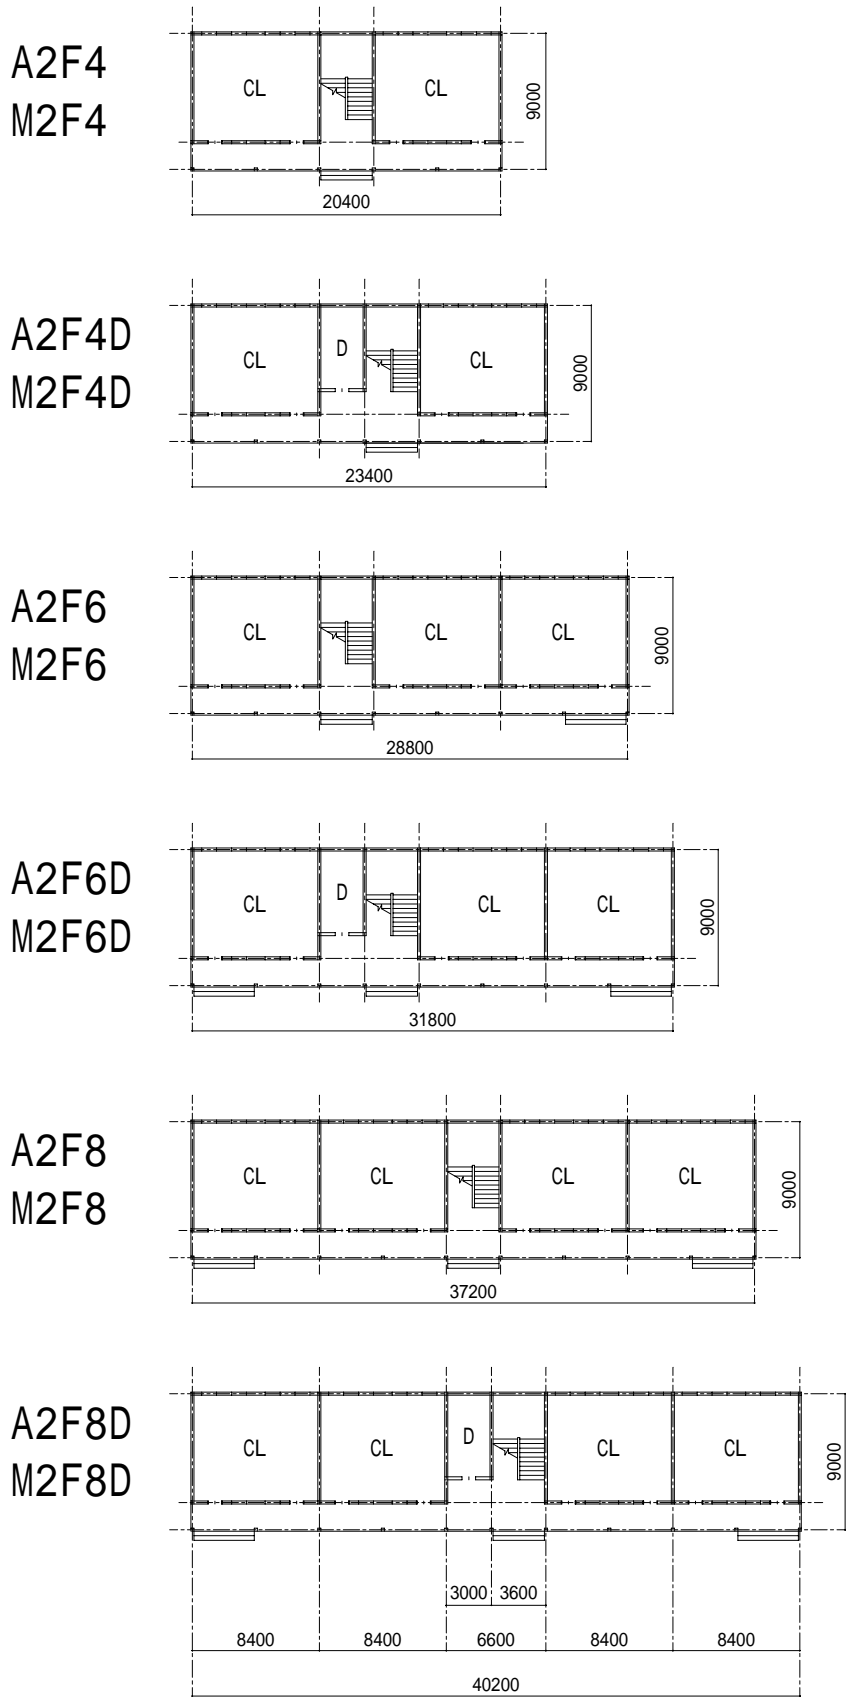 A2F4
M2F4
CL CL
9000
20400
A2F4D
M2F4D
CL D CL
9000
23400
A2F6
M2F6
CL CL CL
9000
28800
A2F6D
M2F6D
CL D CL CL
9000
31800
A2F8
M2F8
CL CL CL CL
9000
37200
A2F8D
M2F8D
CL CL D CL CL
9000
3000 3600
8400 8400 6600 8400 8400
40200